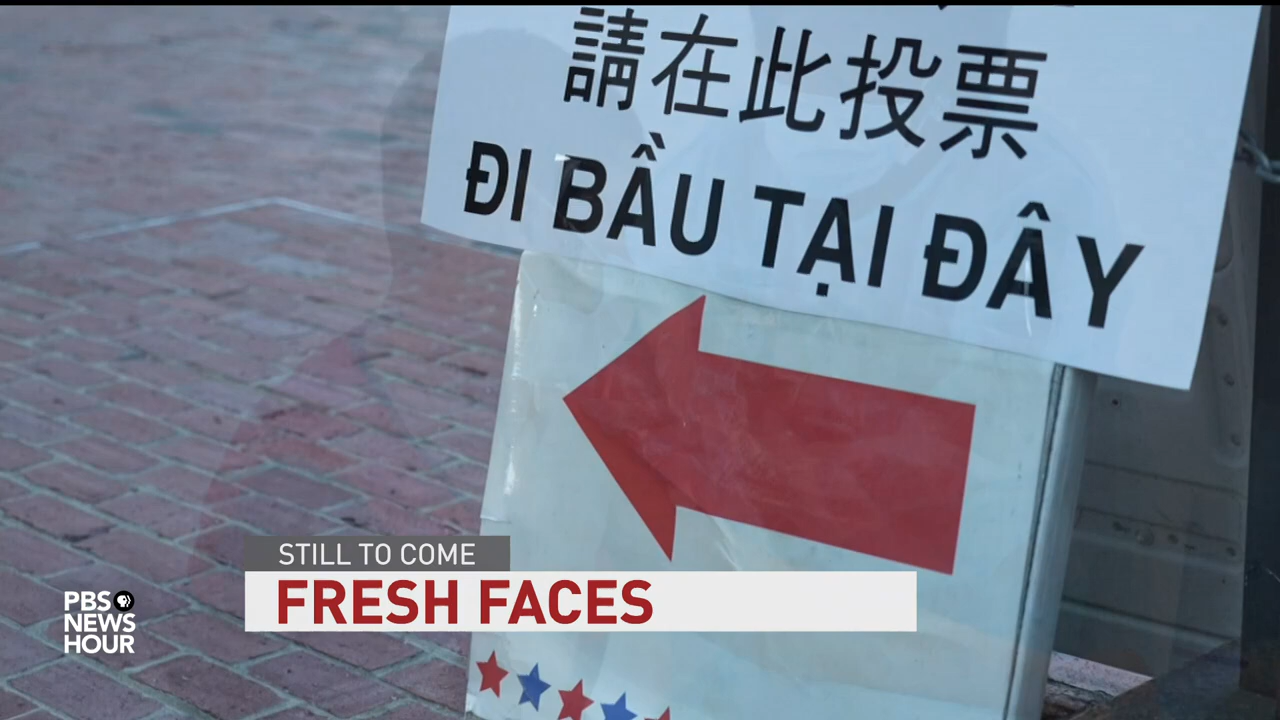 請在此投票
ĐI BẦU TẠI ĐÂY
STILL TO COME
FRESH FACES
PBS
NEWS
HOUR